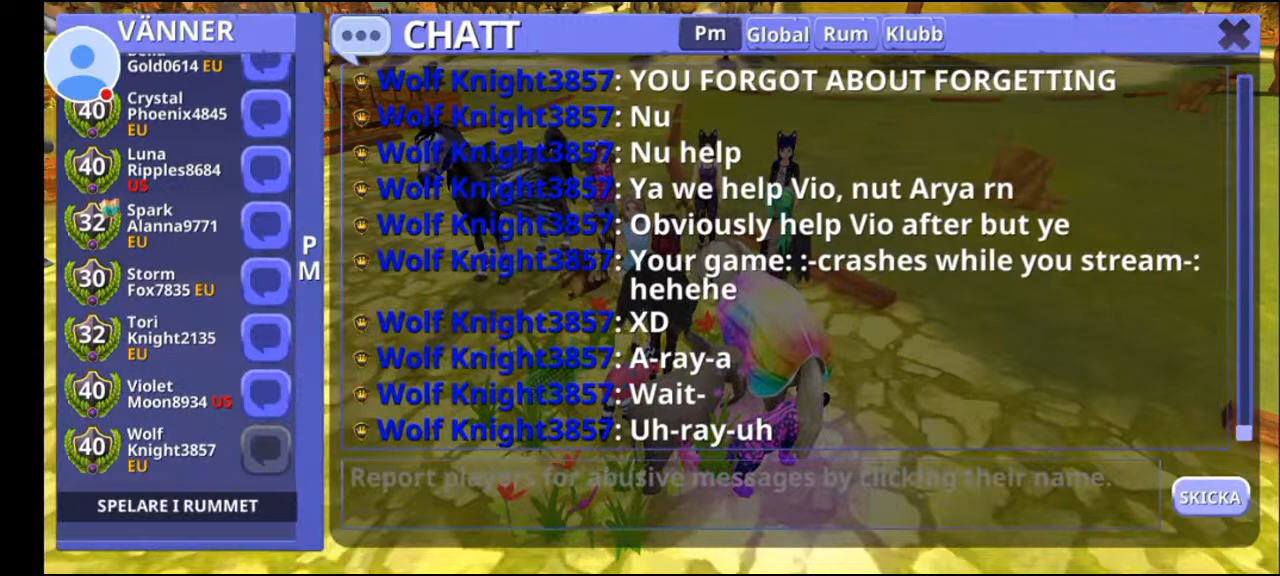 VÄNNER
Gold0614 EU
40
Crystal
Phoenix4845
EU
40
Luna
Ripples8684
US
32
Spark
Alanna9771
EU
30
Storm
Fox7835 EU
32
Tori
Knight2135
EU
40
Violet
Moon8934 US
40
Wolf
Knight3857
EU
SPELARE I RUMMET
P
M
CHATT
Pm Global Rum Klubb
Wolf Knight3857: YOU FORGOT ABOUT FORGETTING
Wolf Knight3857: Nu
Wolf Knight3857: Nu help
Wolf Knight3857: Ya we help Vio, nut Arya rn
Wolf Knight3857: Obviously help Vio after but ye
Wolf Knight3857: Your game: :-crashes while you stream-:
hehehe
Wolf Knight3857: XD
Wolf Knight3857: A-ray-a
Wolf Knight3857: Wait-
Wolf Knight3857: Uh-ray-uh
Report players for abusive messages by clicking their name.
SKICKA